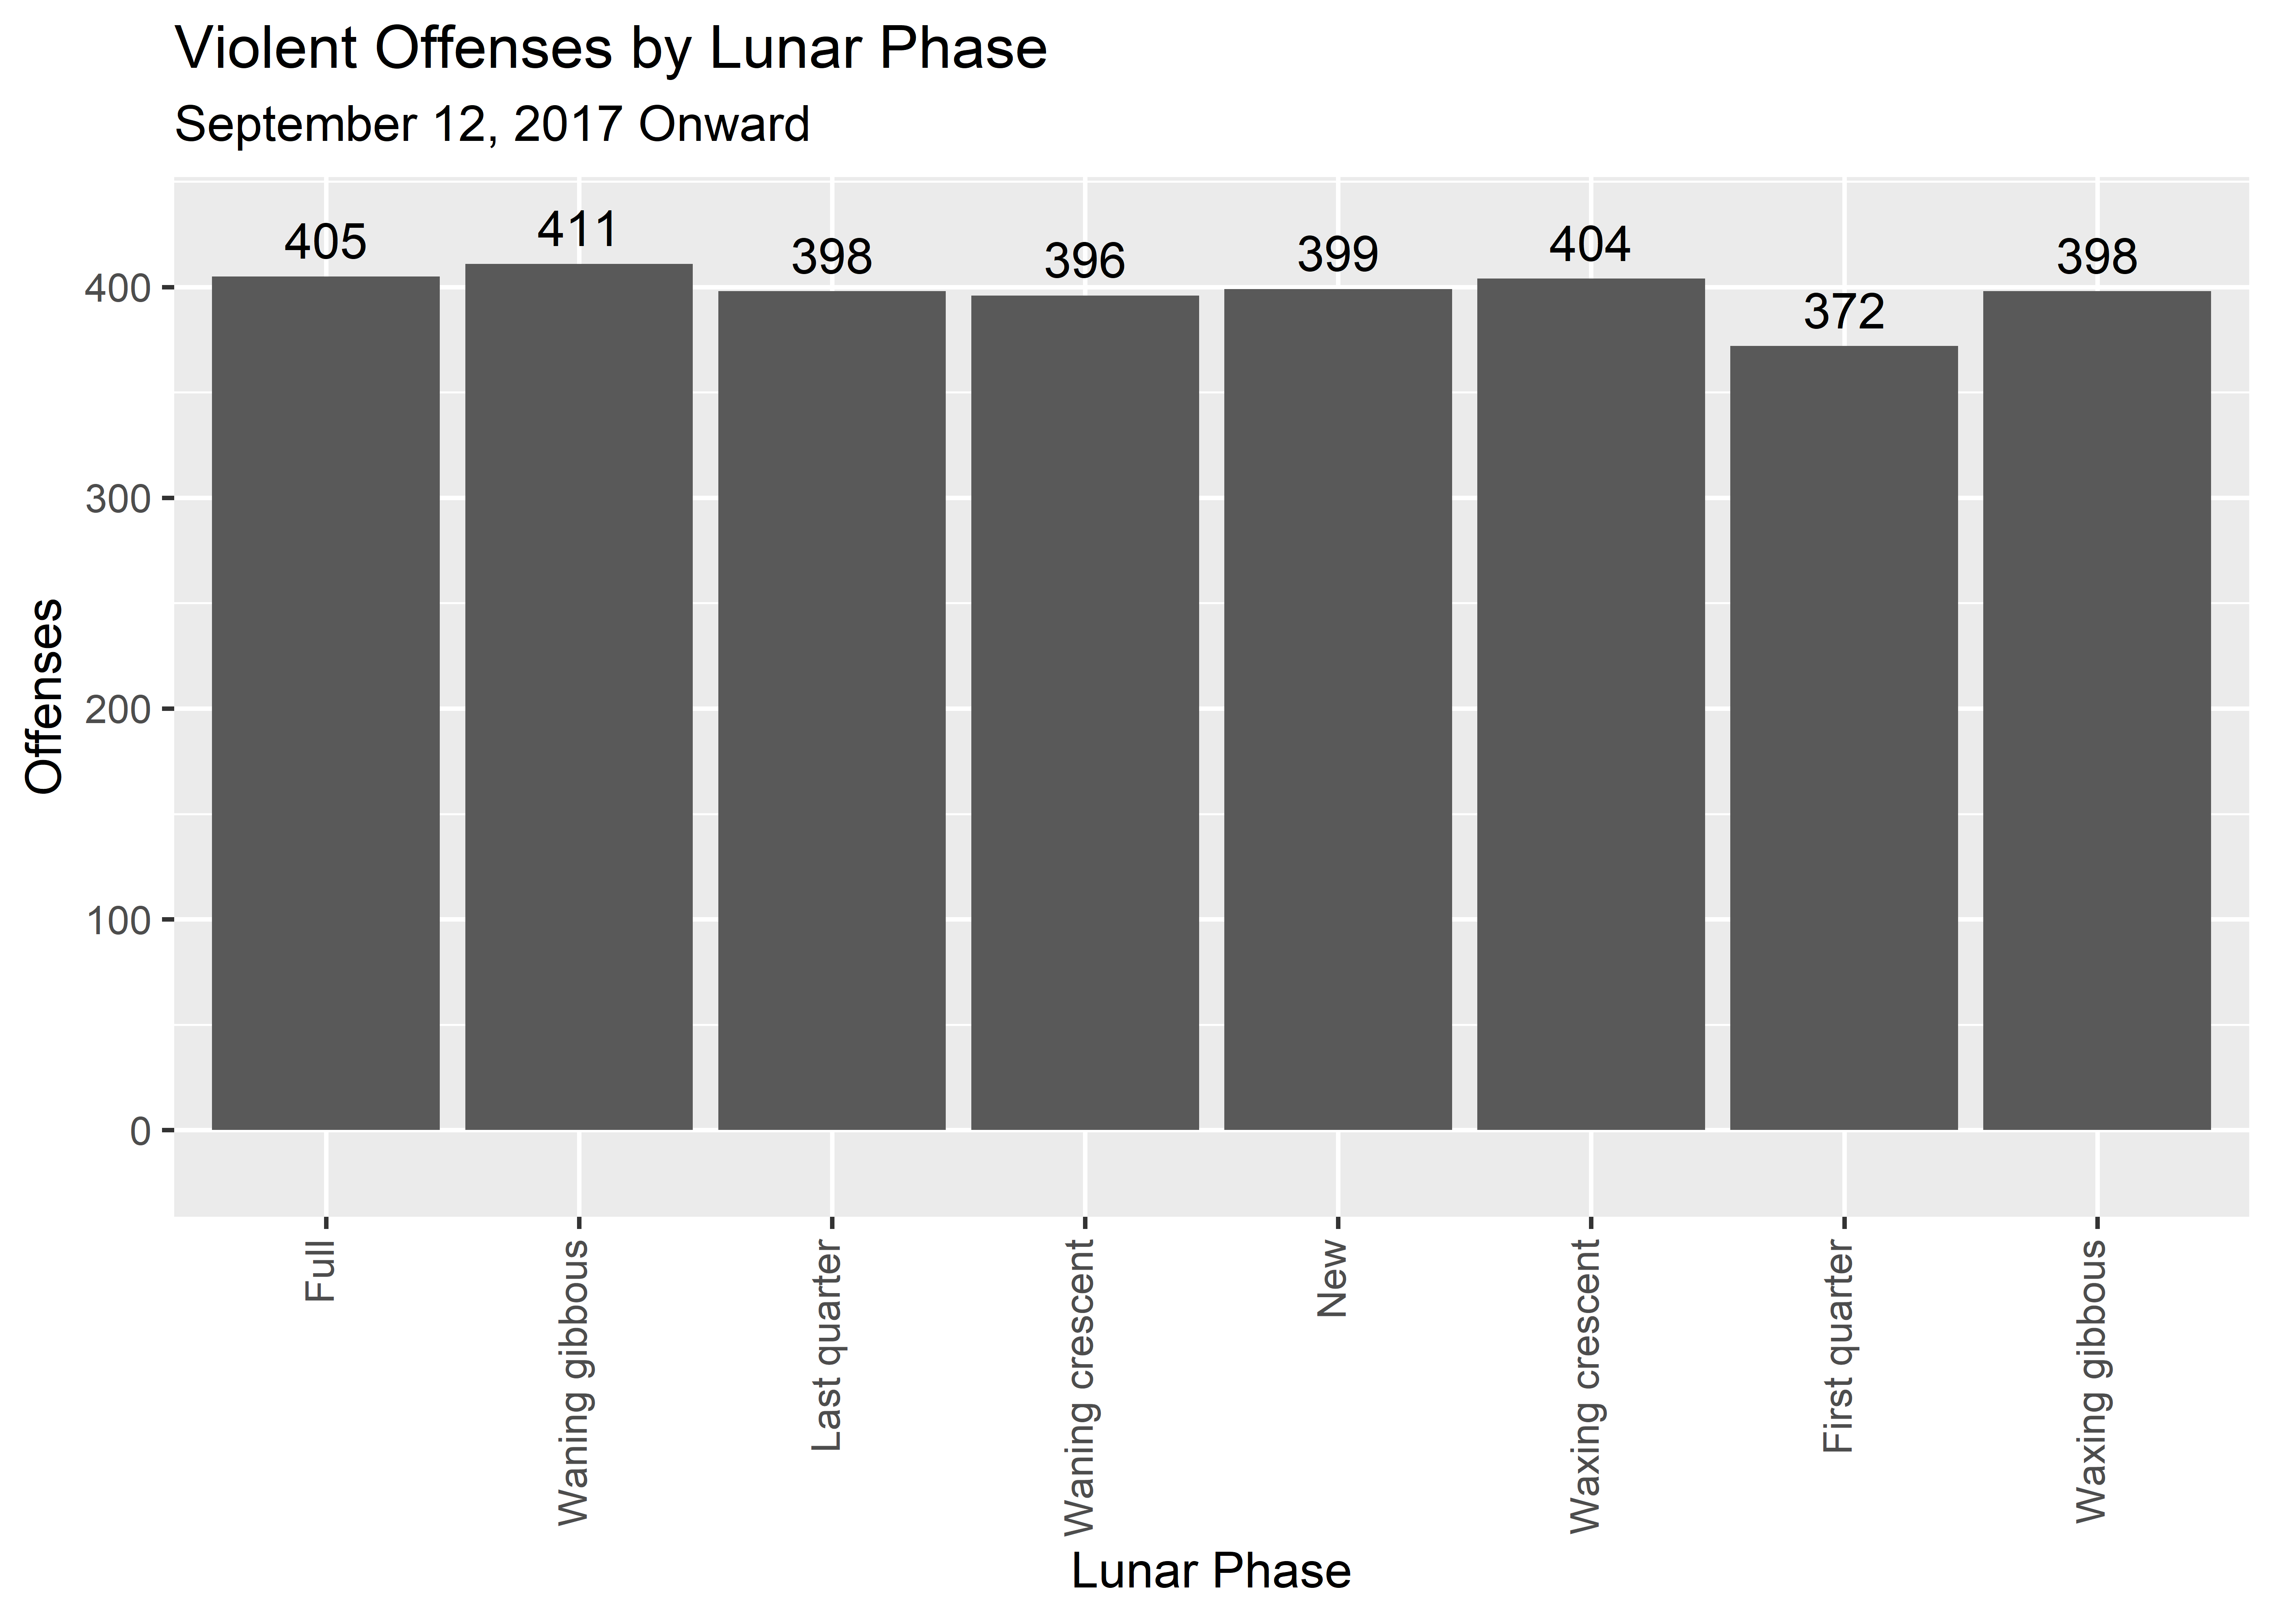 Violent Offenses by Lunar Phase
September 12, 2017 Onward
405
411
398
396
399
404
372
398
400
300
200
100
0
Offenses
Full
Waning gibbous
Last quarter
Waning crescent
New
Waxing crescent
First quarter
Waxing gibbous
Lunar Phase